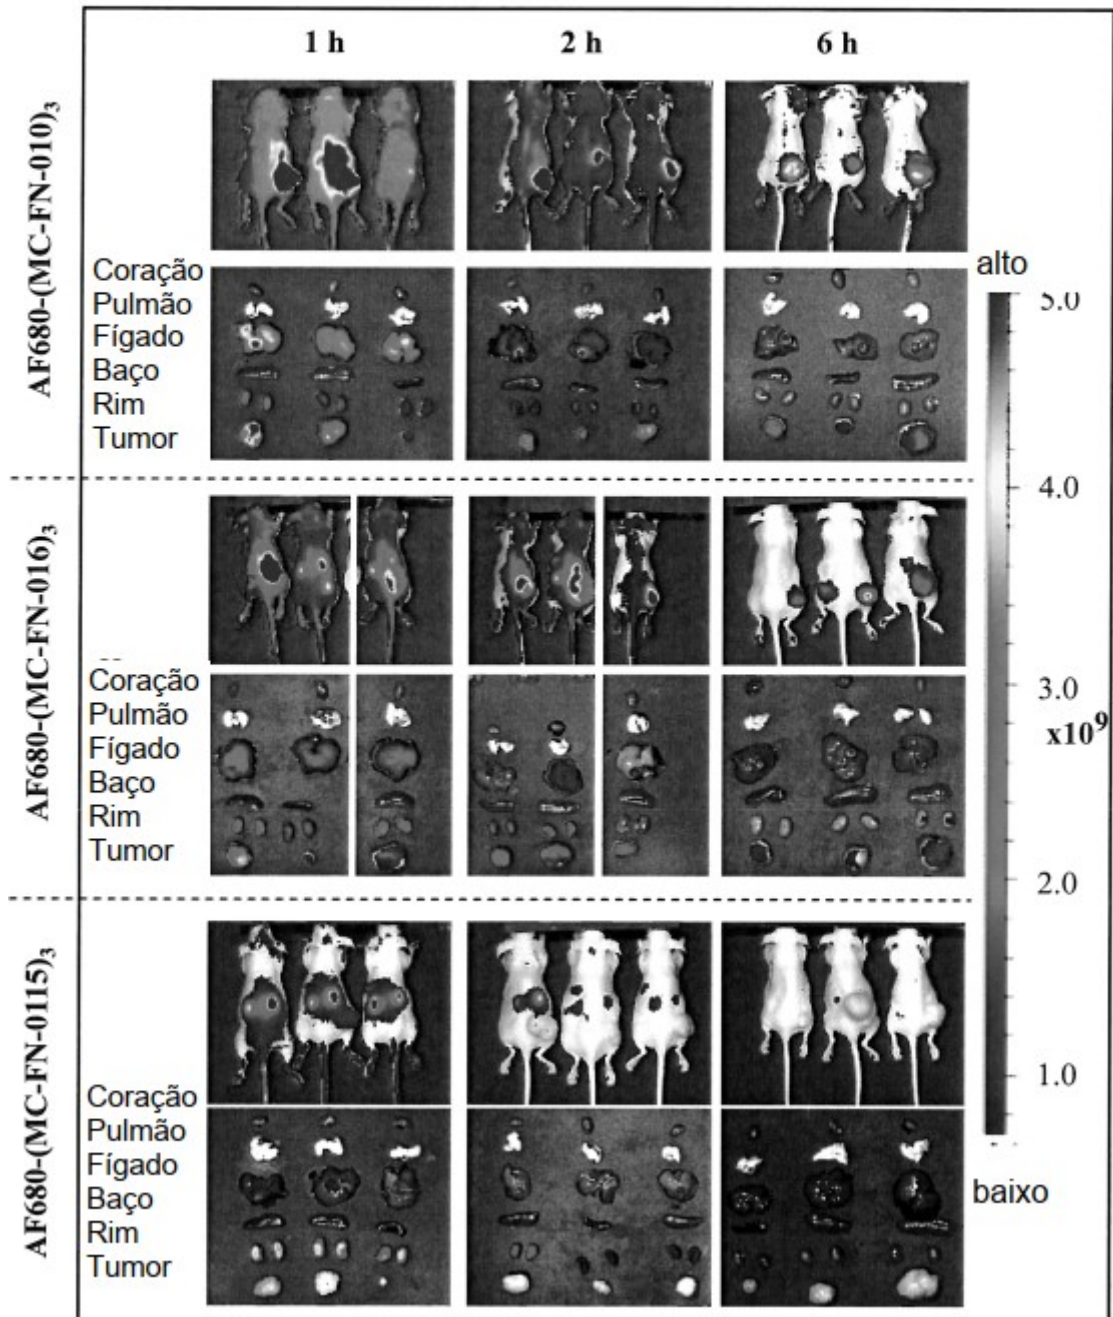 1 h 2 h 6 h
AF680-(MC-FN-010)₃
Coração
Pulmão
Fígado
Baço
Rim
Tumor
AF680-(MC-FN-016)₃
Coração
Pulmão
Fígado
Baço
Rim
Tumor
AF680-(MC-FN-0115)₃
Coração
Pulmão
Fígado
Baço
Rim
Tumor
alto
5.0
4.0
3.0
x10⁹
2.0
1.0
baixo